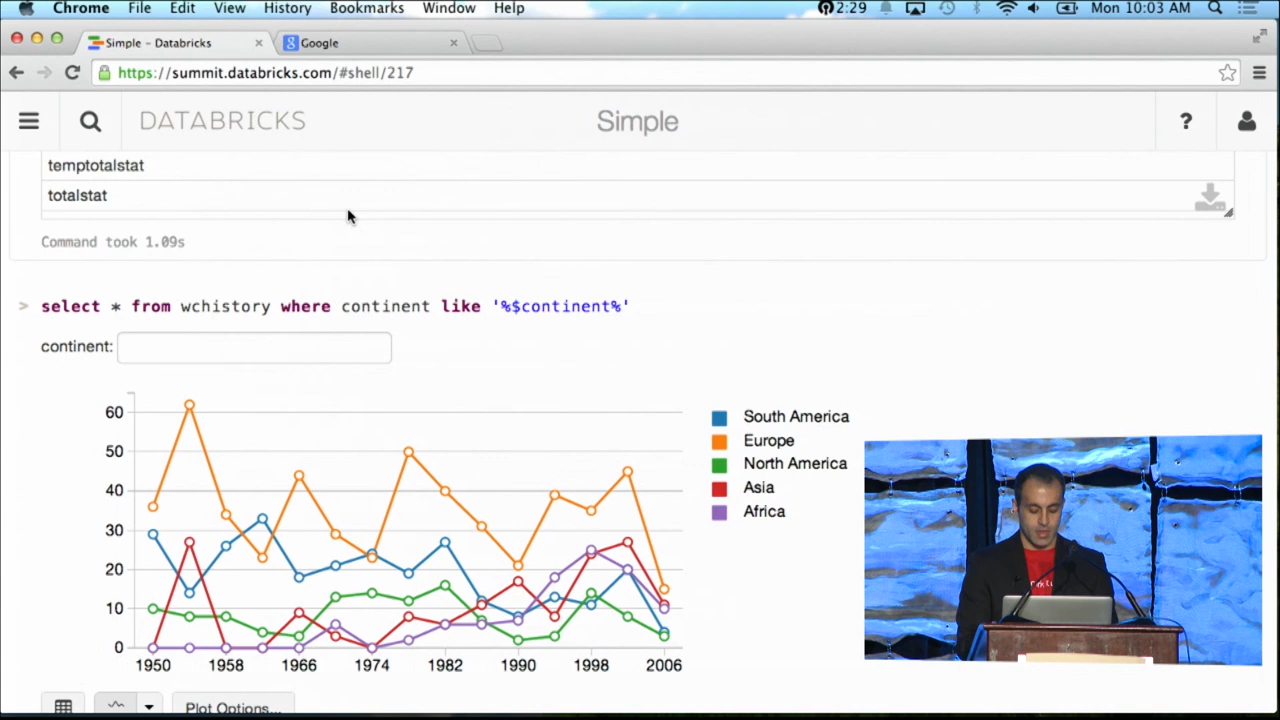 Chrome File Edit View History Bookmarks Window Help 2:29 Mon 10:03 AM
Simple - Databricks Google
https://summit.databricks.com/#shell/217
DATABRICKS Simple ?
temptotalstat
totalstat
Command took 1.09s
> select * from wchistory where continent like '%$continent%'
continent:
60
50
40
30
20
10
0
1950 1958 1966 1974 1982 1990 1998 2006
South America
Europe
North America
Asia
Africa
Plot Options...